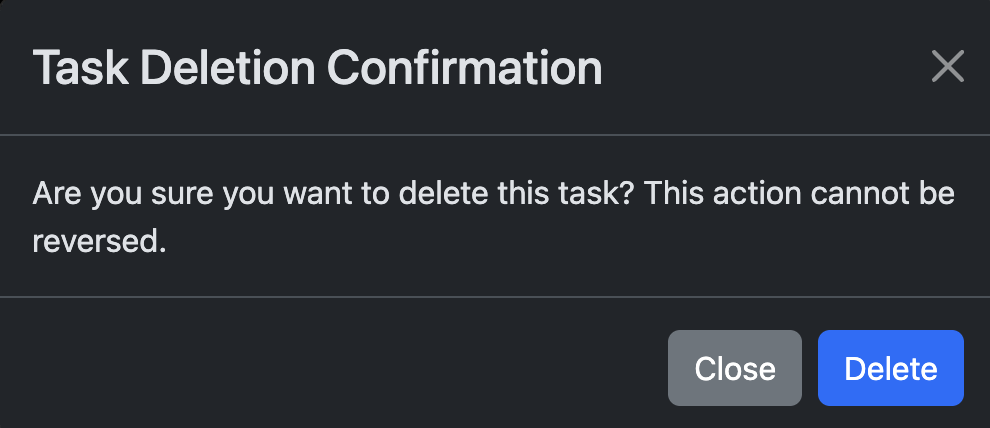 Task Deletion Confirmation
Are you sure you want to delete this task? This action cannot be
reversed.
Close
Delete